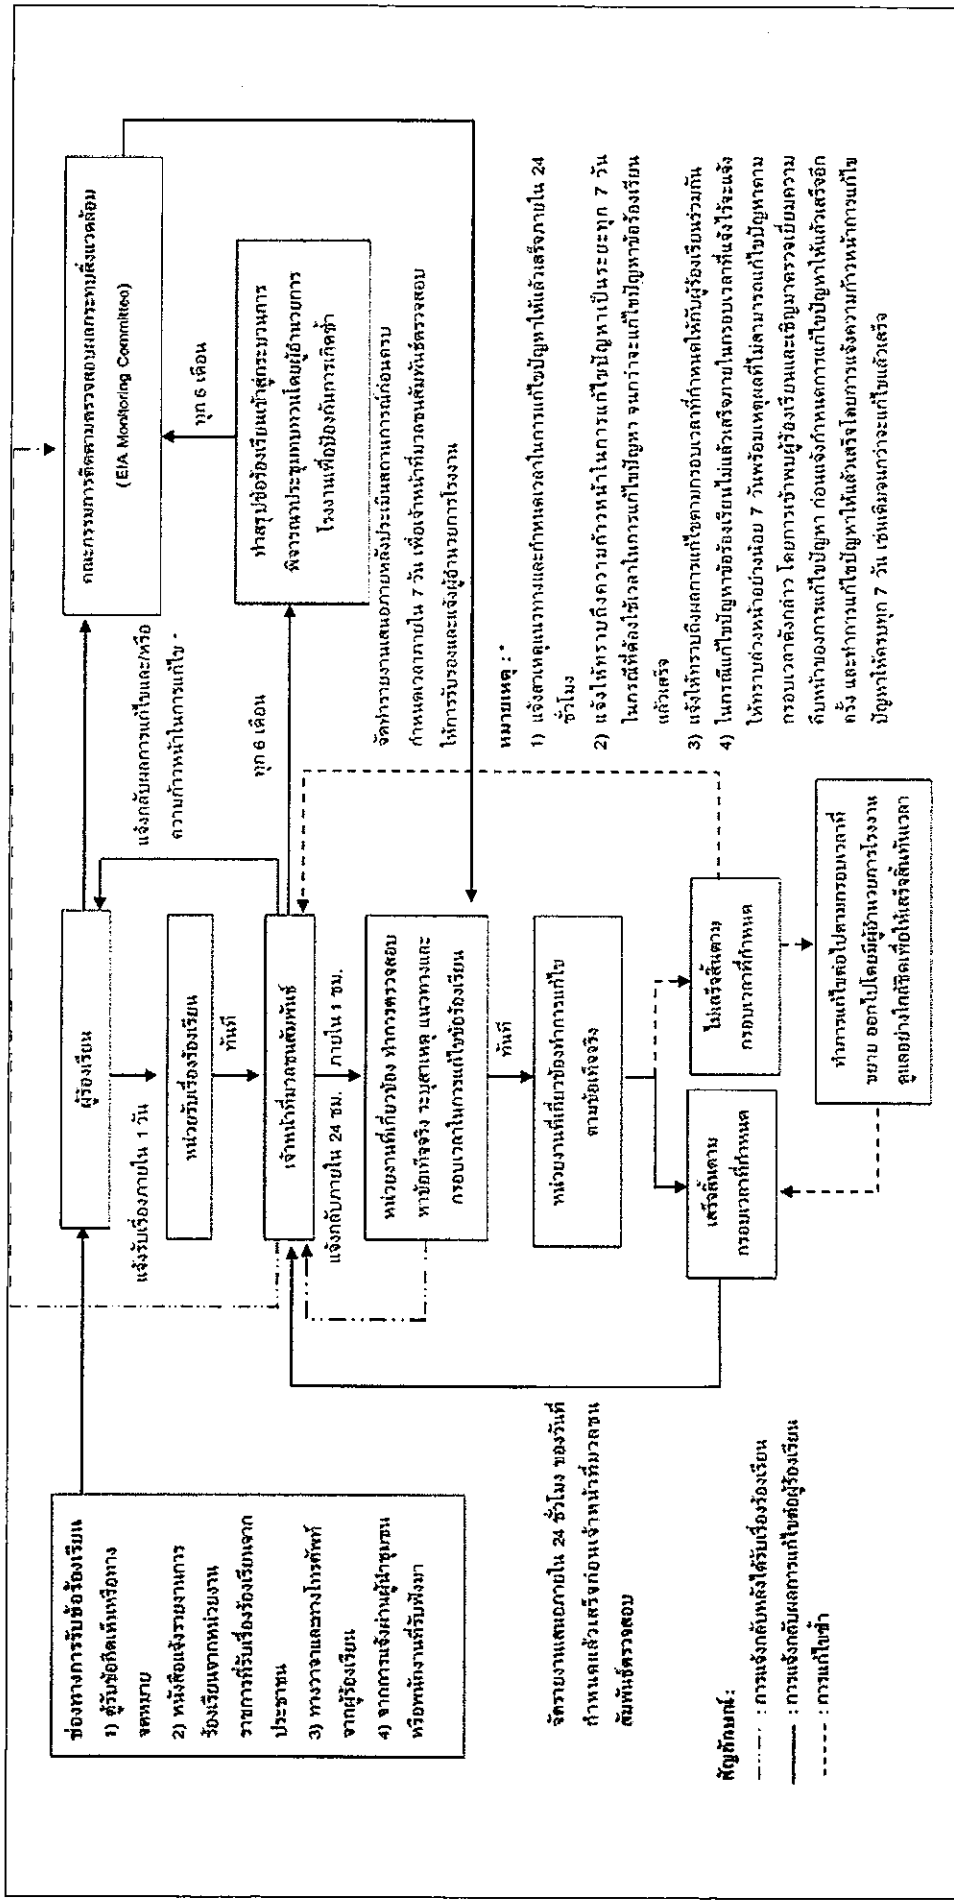 ช่องทางการรับข้อร้องเรียน
1) ตู้รับข้อคิดเห็นหรือทาง
จดหมาย
2) หนังสือแจ้งรายงานการ
ร้องเรียนจากหน่วยงาน
ราชการที่รับเรื่องร้องเรียนจาก
ประชาชน
3) ทางวาจาและทางโทรศัพท์
จากผู้ร้องเรียน
4) จากการแจ้งผ่านผู้นำชุมชน
หรือพนักงานที่รับฟังมา
ผู้ร้องเรียน
แจ้งรับเรื่องภายใน 1 วัน
หน่วยรับเรื่องร้องเรียน
ทันที
เจ้าหน้าที่มวลชนสัมพันธ์
แจ้งกลับภายใน 24 ชม.
ภายใน 1 ชม.
หน่วยงานที่เกี่ยวข้อง ทำการตรวจสอบ
หาข้อเท็จจริง ระบุสาเหตุ แนวทางและ
กรอบเวลาในการแก้ไขข้อร้องเรียน
ทันที
หน่วยงานที่เกี่ยวข้องทำการแก้ไข
ตามข้อเท็จจริง
เสร็จสิ้นตาม
กรอบเวลาที่กำหนด
ไม่เสร็จสิ้นตาม
กรอบเวลาที่กำหนด
ทำการแก้ไขต่อไปตามกรอบเวลาที่
ขยาย ออกไปโดยมีผู้อำนวยการโรงงาน
ดูแลอย่างใกล้ชิดเพื่อให้เสร็จสิ้นทันเวลา
แจ้งกลับผลการแก้ไขและ/หรือ
ความก้าวหน้าในการแก้ไข *
คณะกรรมการติดตามตรวจสอบผลกระทบสิ่งแวดล้อม
(EIA Monitoring Committee)
ทุก 6 เดือน
ทำสรุปข้อร้องเรียนเข้าสู่กระบวนการ
พิจารณาประชุมทบทวนโดยผู้อำนวยการ
โรงงานเพื่อป้องกันการเกิดซ้ำ
ทุก 6 เดือน
จัดทำรายงานเสนอภายหลังประเมินสถานการณ์ก่อนครบ
กำหนดเวลาภายใน 7 วัน เพื่อเจ้าหน้าที่มวลชนสัมพันธ์ตรวจสอบ
ให้การรับรองและแจ้งผู้อำนวยการโรงงาน
หมายเหตุ : *
1) แจ้งสาเหตุแนวทางและกำหนดเวลาในการแก้ไขปัญหาให้แล้วเสร็จภายใน 24
ชั่วโมง
2) แจ้งให้ทราบถึงความก้าวหน้าในการแก้ไขปัญหาเป็นระยะทุก 7 วัน
ในกรณีที่ต้องใช้เวลาในการแก้ไขปัญหา จนกว่าจะแก้ไขปัญหาข้อร้องเรียน
แล้วเสร็จ
3) แจ้งให้ทราบถึงผลการแก้ไขตามกรอบเวลาที่กำหนดให้กับผู้ร้องเรียนร่วมกัน
4) ในกรณีแก้ไขปัญหาข้อร้องเรียนไม่แล้วเสร็จภายในกรอบเวลาที่แจ้งไว้จะแจ้ง
ให้ทราบล่วงหน้าอย่างน้อย 7 วันพร้อมเหตุผลที่ไม่สามารถแก้ไขปัญหาตาม
กรอบเวลาดังกล่าว โดยการเข้าพบผู้ร้องเรียนและเชิญมาตรวจเยี่ยมความ
คืบหน้าของการแก้ไขปัญหา ก่อนแจ้งกำหนดการแก้ไขปัญหาให้แล้วเสร็จอีก
ครั้ง และทำการแก้ไขปัญหาให้แล้วเสร็จโดยการแจ้งความก้าวหน้าการแก้ไข
ปัญหาให้ครบทุก 7 วัน เช่นเดิมจนกว่าจะแก้ไขแล้วเสร็จ
จัดรายงานเสนอภายใน 24 ชั่วโมง ของวันที่
กำหนดแล้วเสร็จก่อนเจ้าหน้าที่มวลชน
สัมพันธ์ตรวจสอบ
สัญลักษณ์ :
: การแจ้งกลับหลังได้รับเรื่องร้องเรียน
: การแจ้งกลับผลการแก้ไขต่อผู้ร้องเรียน
: การแก้ไขซ้ำ